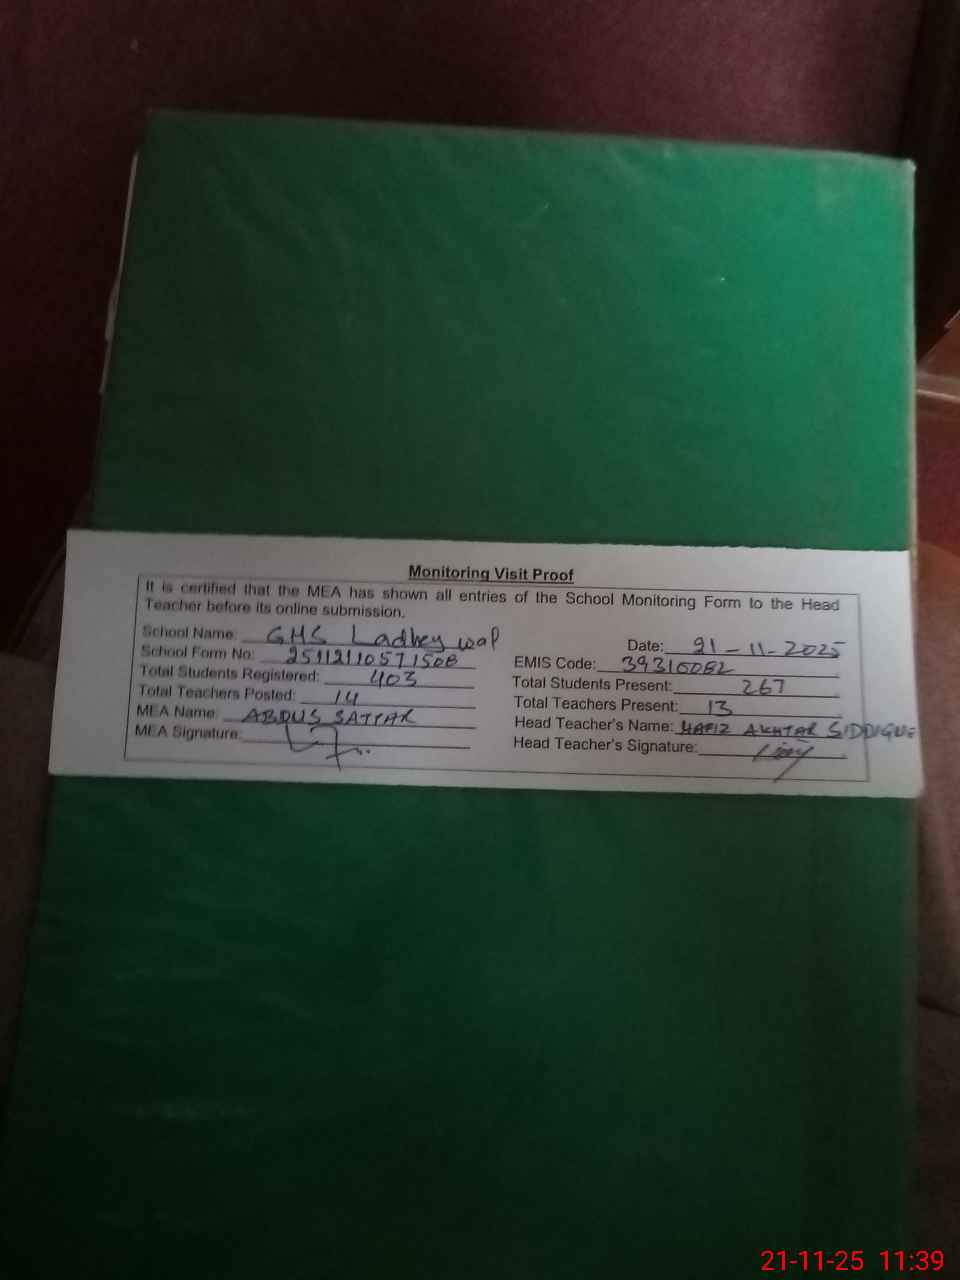 Monitoring Visit Proof
It is certified that the MEA has shown all entries of the School Monitoring Form to the Head
Teacher before its online submission.
School Name: GHS Ladhey wal
Date: 21-11-2025
School Form No: 25112110571508
EMIS Code: 39310082
Total Students Registered: 403
Total Students Present: 267
Total Teachers Posted: 14
Total Teachers Present: 13
MEA Name: ABDUS SATTAR
Head Teacher's Name: HAFIZ AKHTAR SIDDIQUE
MEA Signature:
Head Teacher's Signature:
21-11-25 11:39